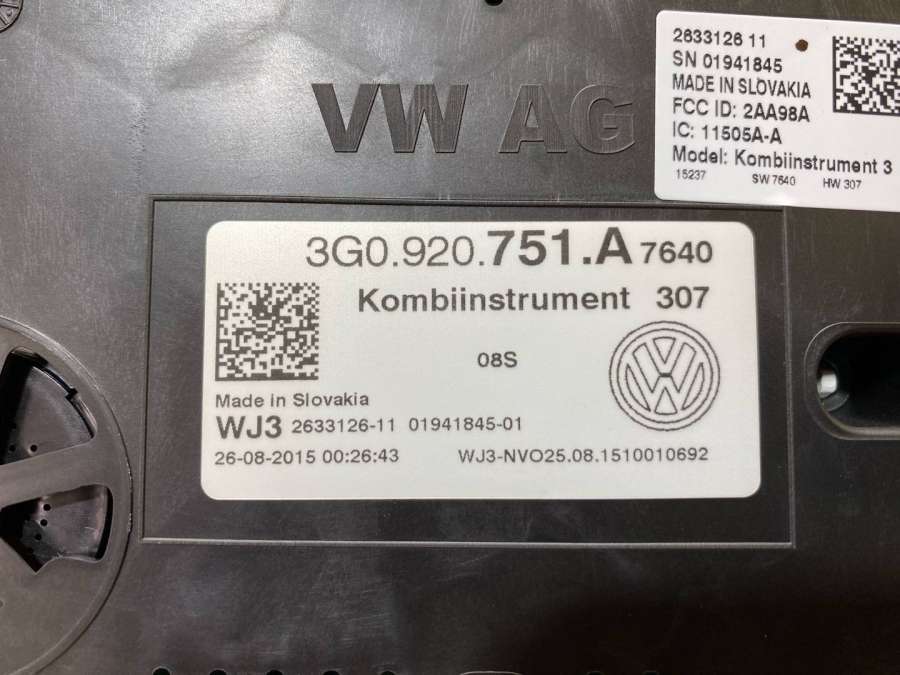 VW AG
2633126 11
SN 01941845
MADE IN SLOVAKIA
FCC ID: 2AA98A
IC: 11505A-A
Model: Kombiinstrument 3
15237 SW 7640 HW 307
3G0.920.751.A 7640
Kombiinstrument 307
08S
Made in Slovakia
WJ3 2633126-11 01941845-01
26-08-2015 00:26:43 WJ3-NVO25.08.1510010692